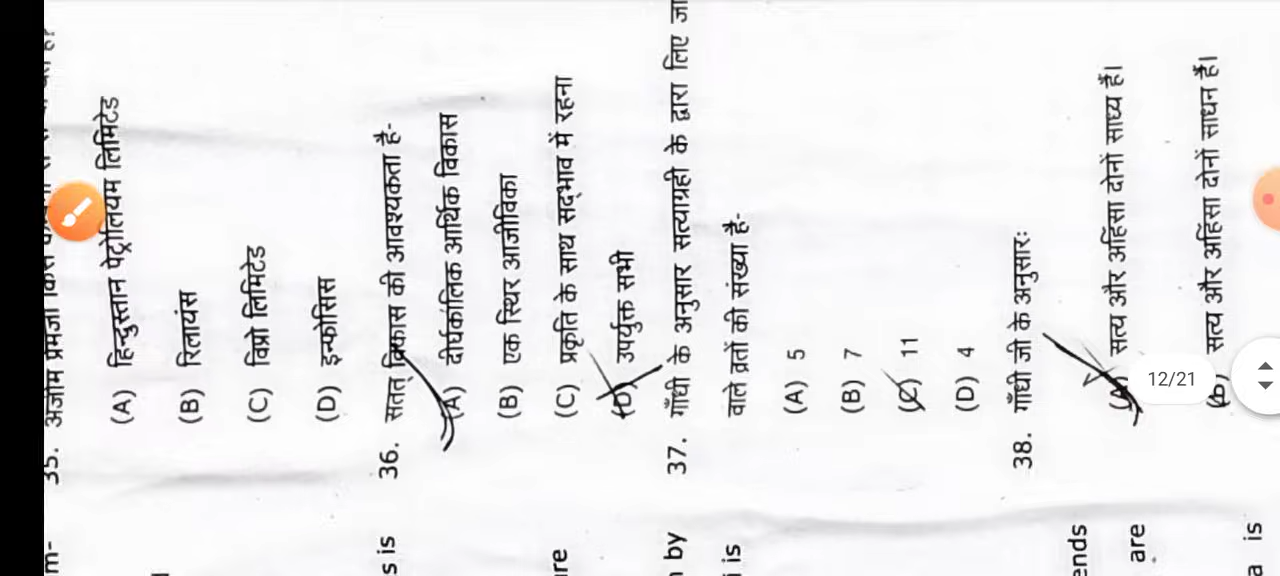 35. अजीम प्रेमजी किस
(A) हिन्दुस्तान पेट्रोलियम लिमिटेड
(B) रिलायंस
(C) विप्रो लिमिटेड
(D) इन्फोसिस
36. सतत् विकास की आवश्यकता है-
(A) दीर्घकालिक आर्थिक विकास
(B) एक स्थिर आजीविका
(C) प्रकृति के साथ सद्भाव में रहना
(D) उपर्युक्त सभी
37. गाँधी के अनुसार सत्याग्रही के द्वारा लिए
वाले व्रतों की संख्या है-
(A) 5
(B) 7
(C) 11
(D) 4
38. गाँधी जी के अनुसारः
(A) सत्य और अहिंसा दोनों साध्य हैं।
(b) सत्य और अहिंसा दोनों साधन हैं।
12/21
m-
s is
are
by
is
ends
are
a is